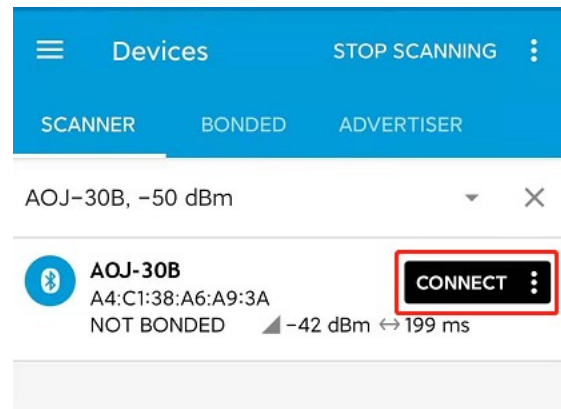 Devices STOP SCANNING
SCANNER BONDED ADVERTISER
AOJ-30B, -50 dBm
AOJ-30B
CONNECT
A4:C1:38:A6:A9:3A
NOT BONDED -42 dBm ↔ 199 ms